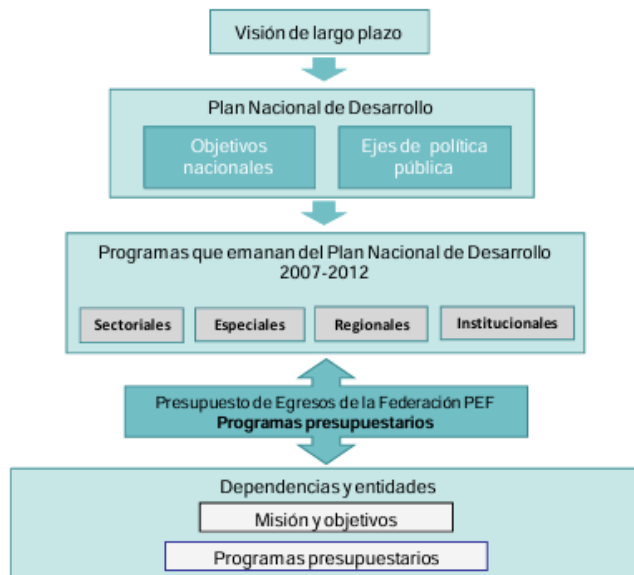 Visión de largo plazo
Plan Nacional de Desarrollo
Objetivos
nacionales
Ejes de política
pública
Programas que emanan del Plan Nacional de Desarrollo
2007-2012
Sectoriales
Especiales
Regionales
Institucionales
Presupuesto de Egresos de la Federación PEF
Programas presupuestarios
Dependencias y entidades
Misión y objetivos
Programas presupuestarios